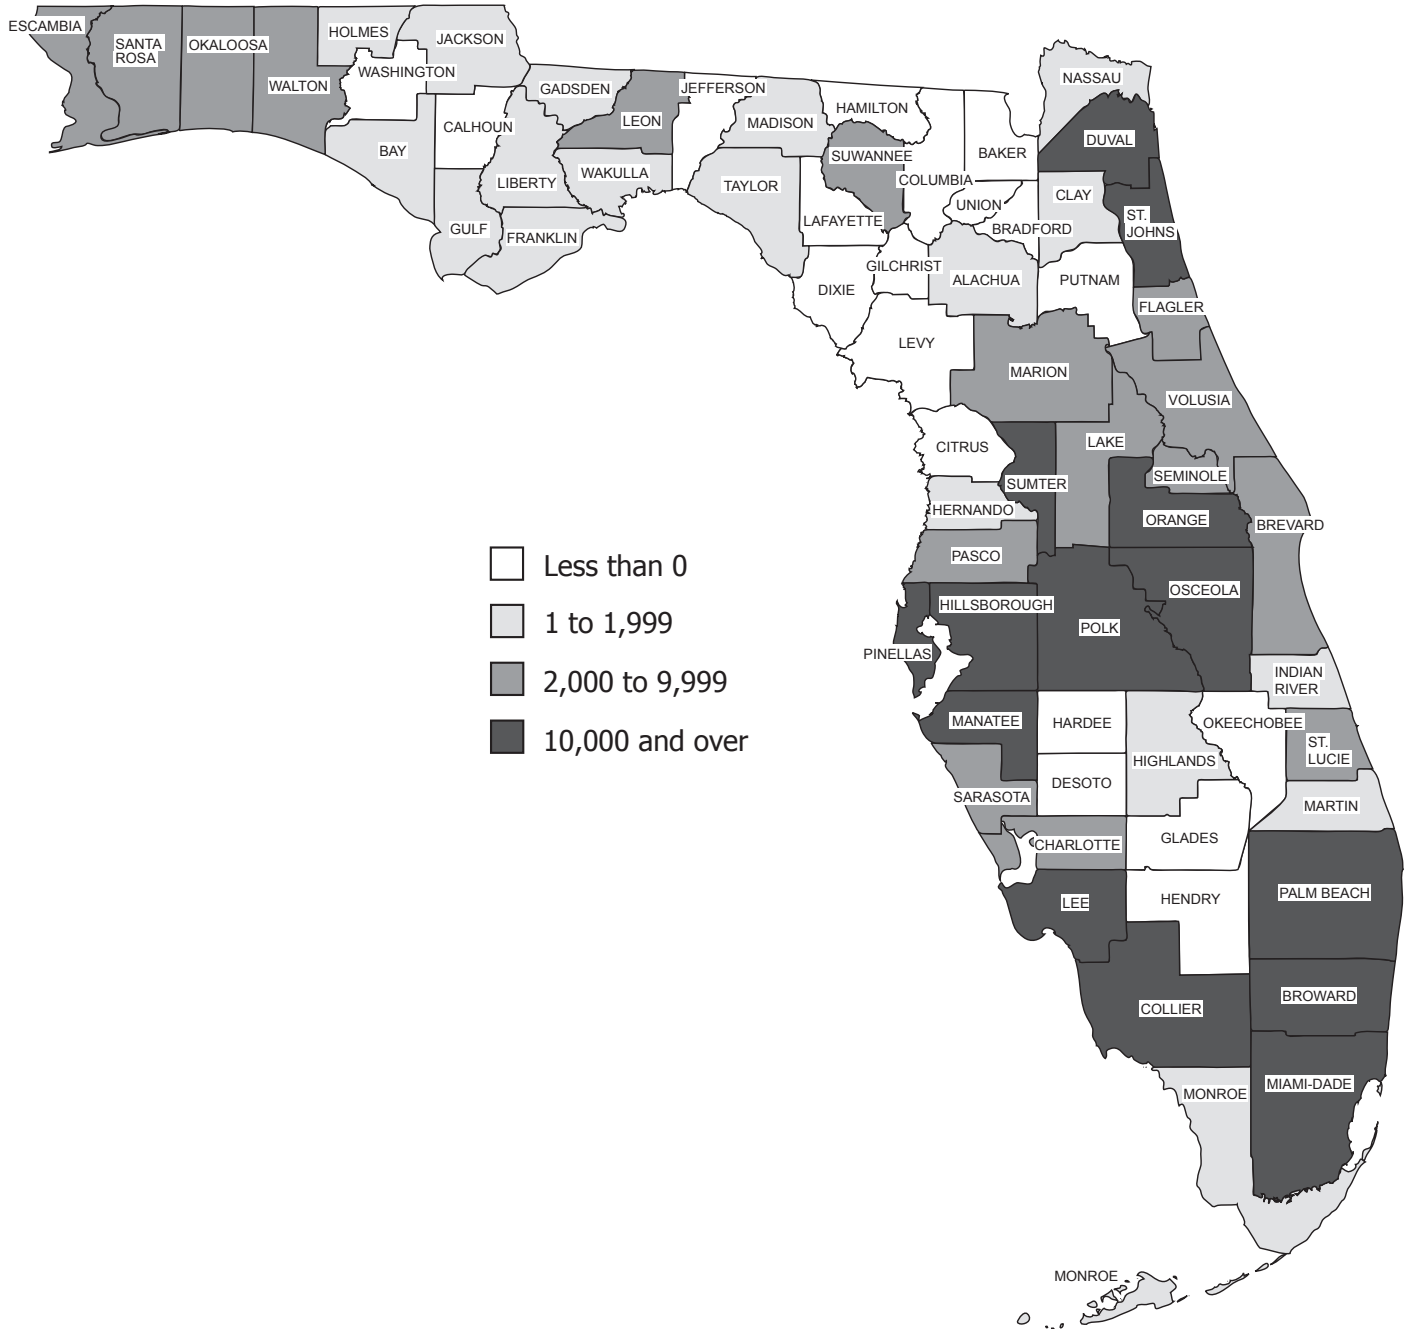 ESCAMBIA
SANTA
ROSA
OKALOOSA
WALTON
HOLMES
JACKSON
WASHINGTON
BAY
CALHOUN
GULF
LIBERTY
GADSDEN
FRANKLIN
LEON
WAKULLA
JEFFERSON
MADISON
TAYLOR
HAMILTON
SUWANNEE
LAFAYETTE
DIXIE
COLUMBIA
GILCHRIST
BAKER
UNION
BRADFORD
ALACHUA
LEVY
NASSAU
DUVAL
CLAY
ST.
JOHNS
PUTNAM
FLAGLER
MARION
VOLUSIA
CITRUS
LAKE
SUMTER
SEMINOLE
HERNANDO
ORANGE
BREVARD
PASCO
OSCEOLA
HILLSBOROUGH
POLK
PINELLAS
INDIAN
RIVER
MANATEE
HARDEE
OKEECHOBEE
ST.
LUCIE
HIGHLANDS
DESOTO
SARASOTA
MARTIN
CHARLOTTE
GLADES
LEE
HENDRY
PALM BEACH
COLLIER
BROWARD
MIAMI-DADE
MONROE
MONROE
Less than 0
1 to 1,999
2,000 to 9,999
10,000 and over